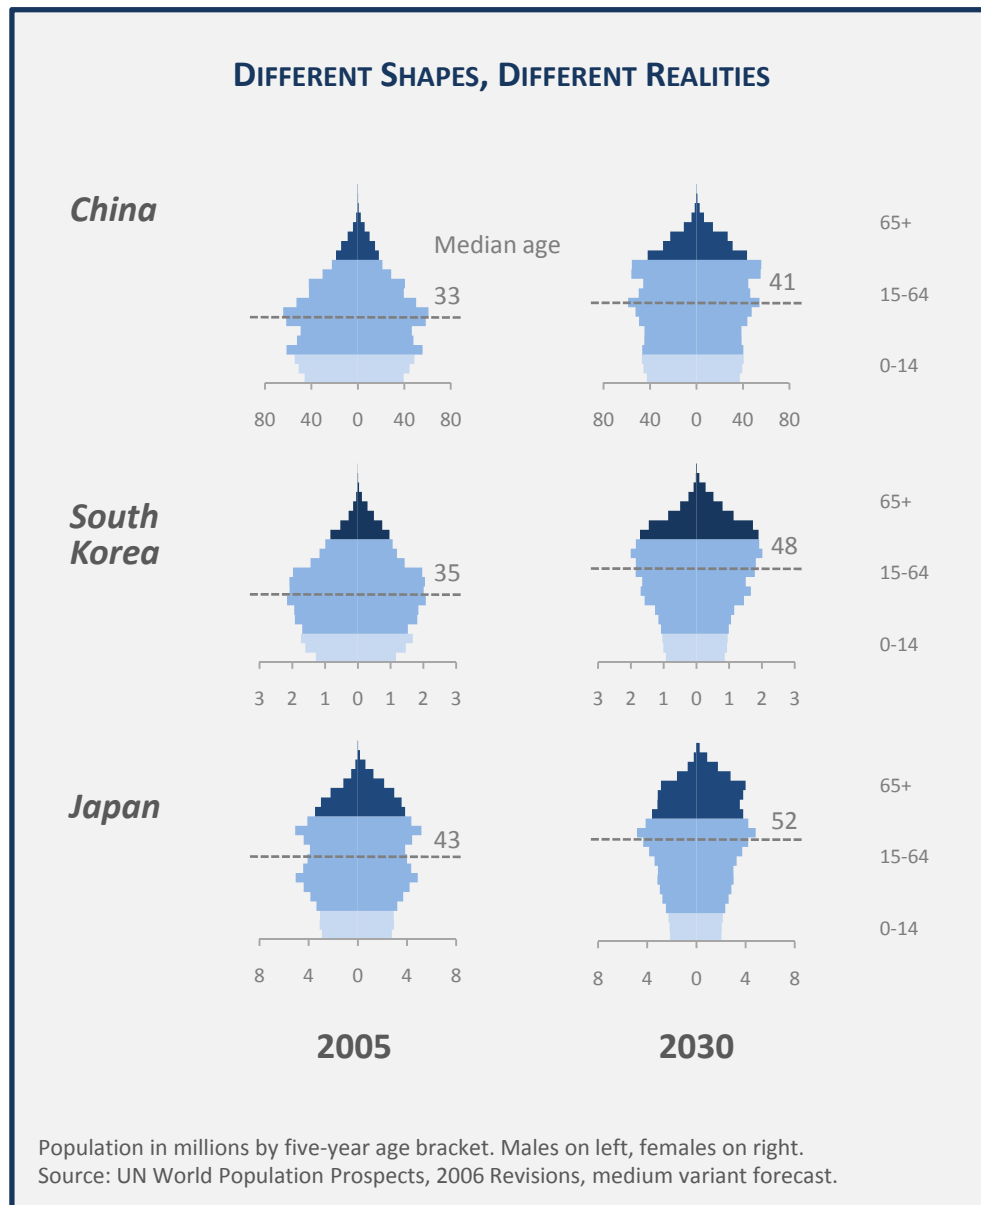 DIFFERENT SHAPES, DIFFERENT REALITIES
China
Median age
33
41
65+
15-64
0-14
80 40 0 40 80
80 40 0 40 80
South
Korea
35
48
65+
15-64
0-14
3 2 1 0 1 2 3
3 2 1 0 1 2 3
Japan
43
52
65+
15-64
0-14
8 4 0 4 8
8 4 0 4 8
2005
2030
Population in millions by five-year age bracket. Males on left, females on right.
Source: UN World Population Prospects, 2006 Revisions, medium variant forecast.